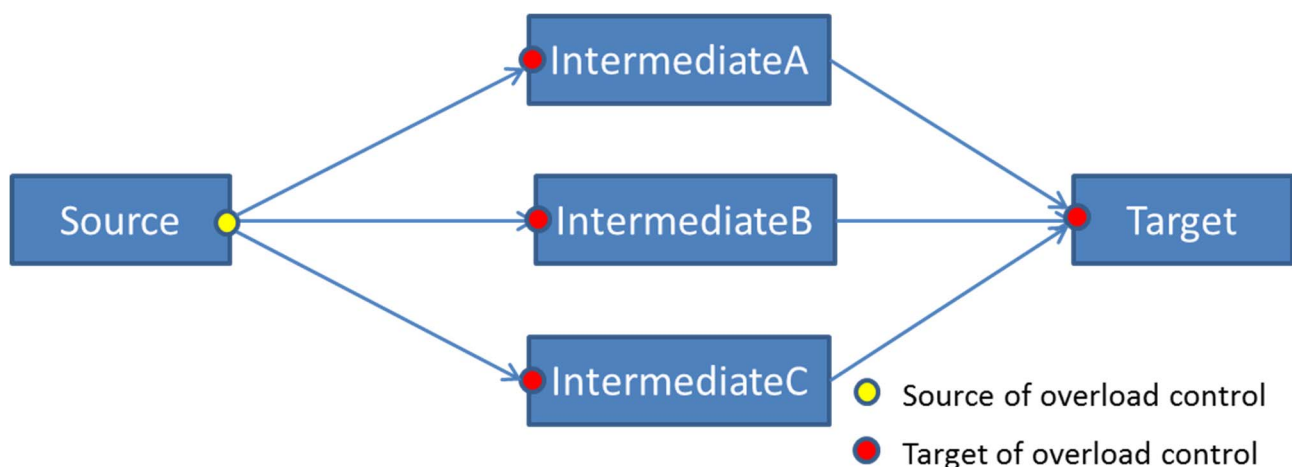 IntermediateA
Source
IntermediateB
Target
IntermediateC
Source of overload control
Target of overload control